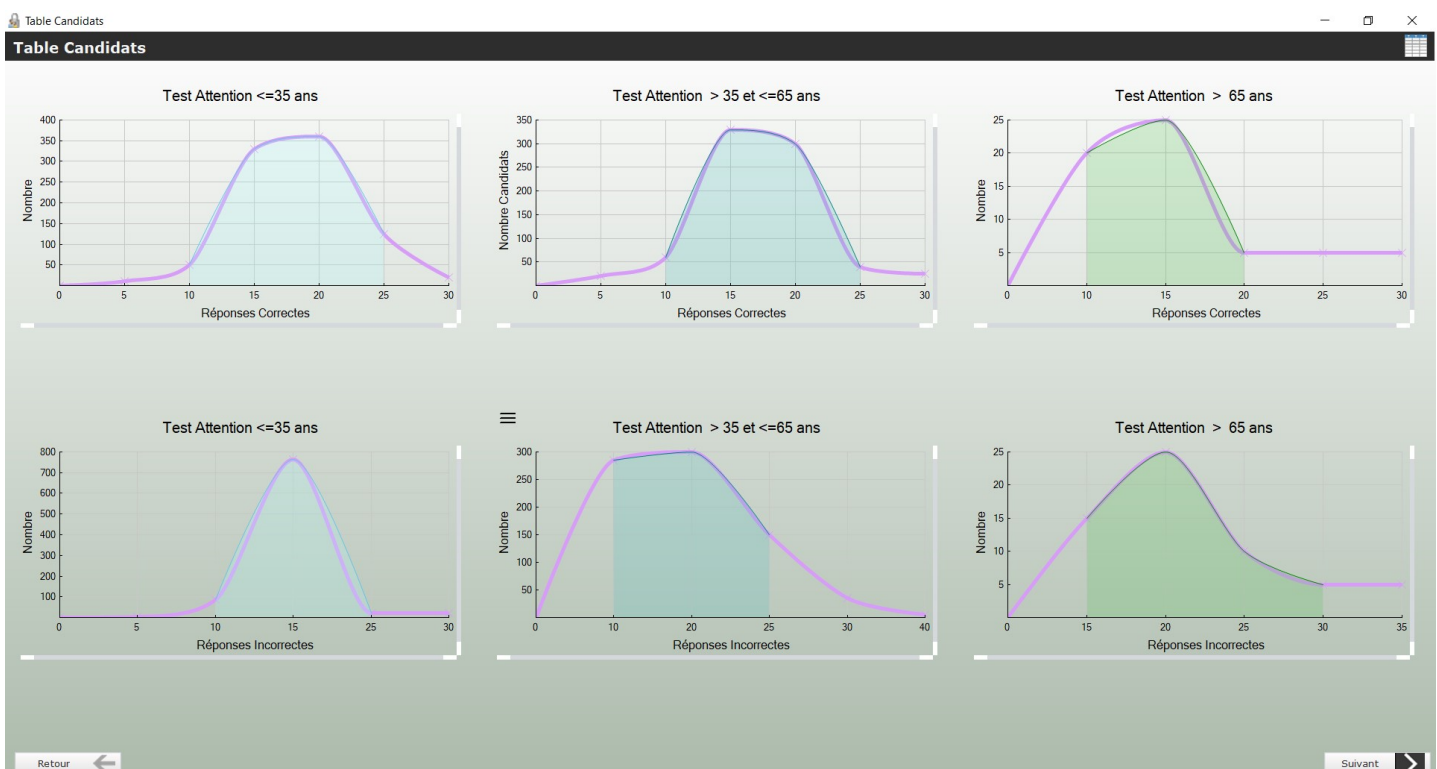 Table Candidats
Table Candidats
Test Attention <=35 ans
400
350
300
250
200
150
100
50
Nombre
0 5 10 15 20 25 30
Réponses Correctes
Test Attention > 35 et <=65 ans
350
300
250
200
150
100
50
Nombre Candidats
0 5 10 15 20 25 30
Réponses Correctes
Test Attention > 65 ans
25
20
15
10
5
Nombre
0 10 15 20 25 30
Réponses Correctes
Test Attention <=35 ans
800
700
600
500
400
300
200
100
Nombre
0 5 10 15 25 30
Réponses Incorrectes
Test Attention > 35 et <=65 ans
300
250
200
150
100
50
Nombre
0 10 20 25 30 40
Réponses Incorrectes
Test Attention > 65 ans
25
20
15
10
5
Nombre
0 15 20 25 30 35
Réponses Incorrectes
Retour
Suivant